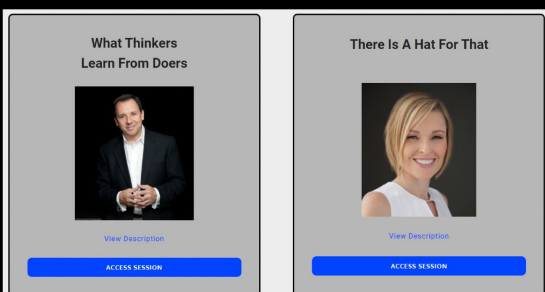 What Thinkers
Learn From Doers
View Description
ACCESS SESSION
There Is A Hat For That
View Description
ACCESS SESSION